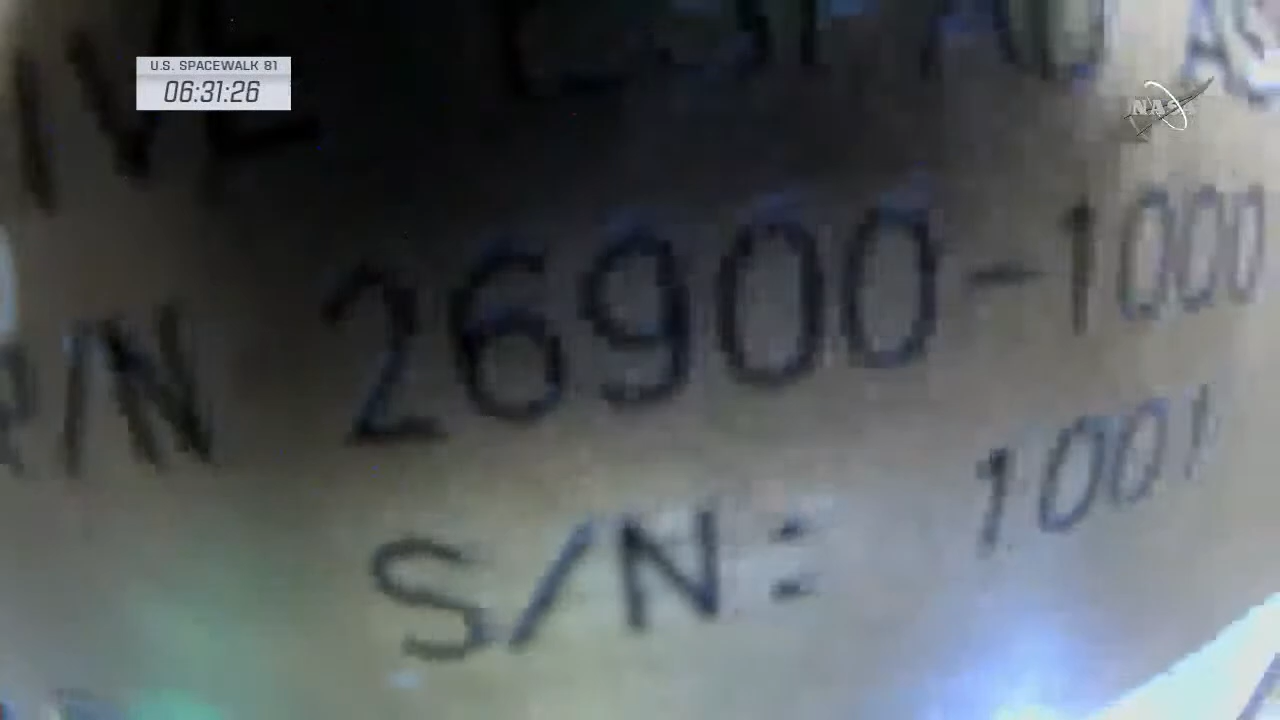 U.S. SPACEWALK 81
06:31:26
NASA
P/N 26900-1000
S/N: 1001